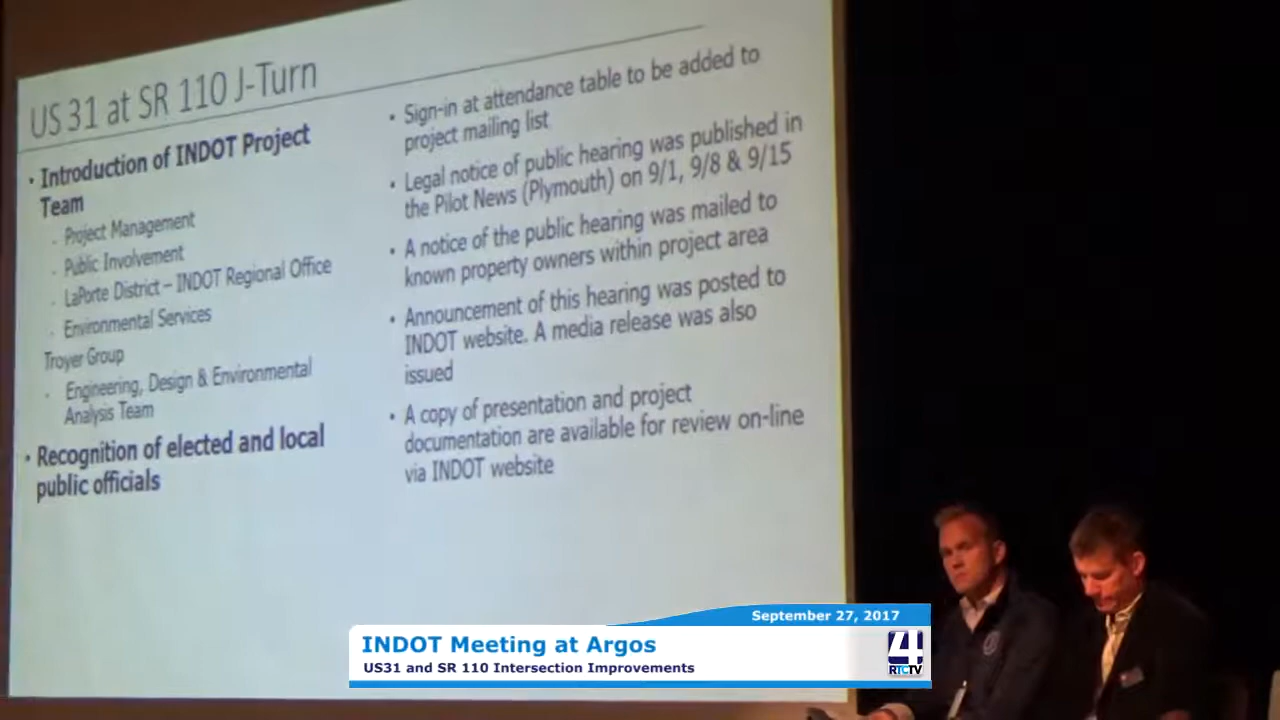 US 31 at SR 110 J-Turn
• Introduction of INDOT Project
Team
- Project Management
- Public Involvement
- LaPorte District – INDOT Regional Office
- Environmental Services
Troyer Group
- Engineering, Design & Environmental
Analysis Team
• Recognition of elected and local
public officials
• Sign-in at attendance table to be added to
project mailing list
• Legal notice of public hearing was published in
the Pilot News (Plymouth) on 9/1, 9/8 & 9/15
• A notice of the public hearing was mailed to
known property owners within project area
• Announcement of this hearing was posted to
INDOT website. A media release was also
issued
• A copy of presentation and project
documentation are available for review on-line
via INDOT website
September 27, 2017
INDOT Meeting at Argos
US31 and SR 110 Intersection Improvements
4
RTCTV